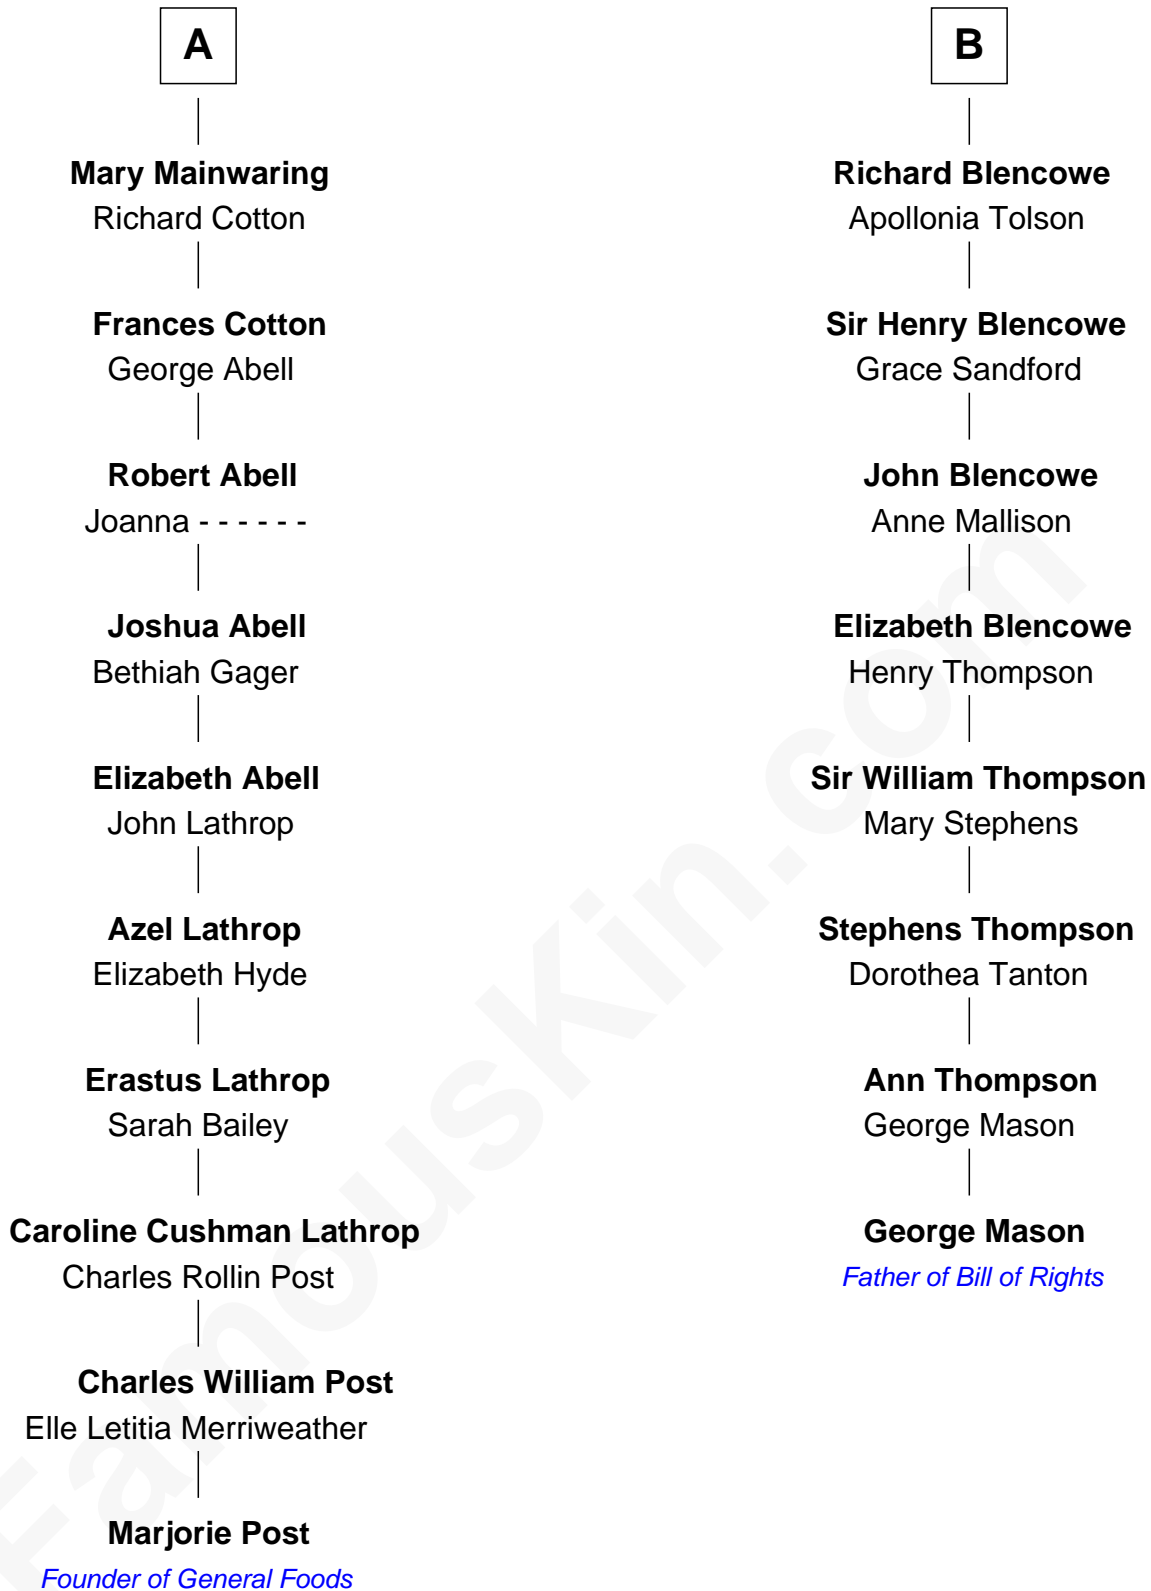 A
Mary Mainwaring
Richard Cotton
Frances Cotton
George Abell
Robert Abell
Joanna - - - - - -
Joshua Abell
Bethiah Gager
Elizabeth Abell
John Lathrop
Azel Lathrop
Elizabeth Hyde
Erastus Lathrop
Sarah Bailey
Caroline Cushman Lathrop
Charles Rollin Post
Charles William Post
Elle Letitia Merriweather
Marjorie Post
Founder of General Foods
B
Richard Blencowe
Apollonia Tolson
Sir Henry Blencowe
Grace Sandford
John Blencowe
Anne Mallison
Elizabeth Blencowe
Henry Thompson
Sir William Thompson
Mary Stephens
Stephens Thompson
Dorothea Tanton
Ann Thompson
George Mason
George Mason
Father of Bill of Rights
FamousKin.com